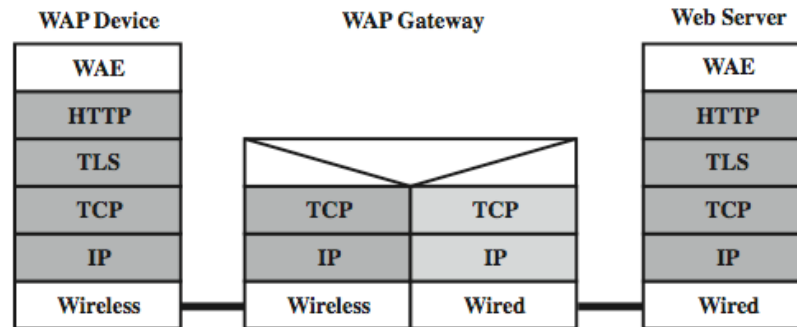 WAP Device
WAP Gateway
Web Server
WAE
HTTP
TLS
TCP
IP
Wireless
TCP
IP
Wireless
TCP
IP
Wired
WAE
HTTP
TLS
TCP
IP
Wired